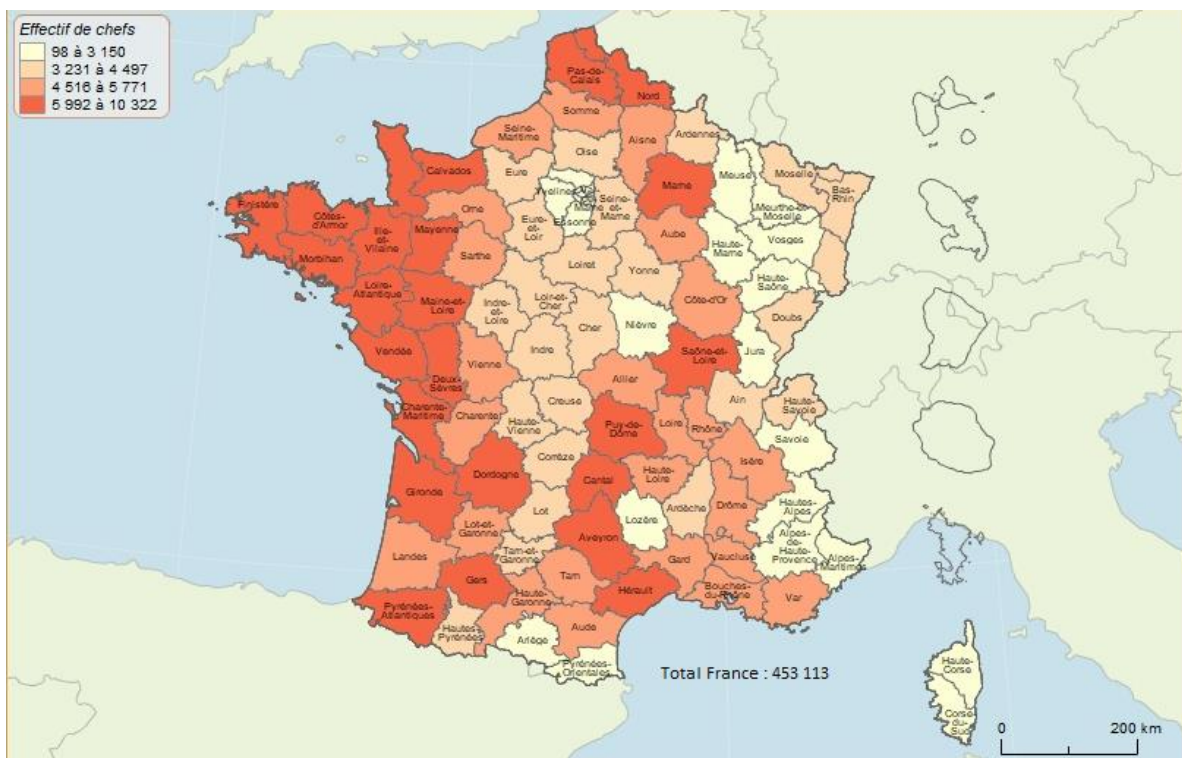 Effectif de chefs
98 à 3 150
3 231 à 4 497
4 516 à 5 771
5 992 à 10 322
Pas-de-
Calais
Nord
Somme
Seine-
Maritime
Aisne
Ardennes
Oise
Calvados
Eure
Marne
Meuse
Moselle
Bas-
Rhin
Meurthe-et-
Moselle
Yvelines
Essonne
Seine-
et-
Marne
Finistère
Côtes-
d'Armor
Ille-
et-
Vilaine
Mayenne
Orne
Eure-
et-
Loir
Aube
Haute-
Marne
Vosges
Morbihan
Sarthe
Loiret
Yonne
Haute-
Saône
Loire-
Atlantique
Maine-et-
Loire
Indre-
et-
Loire
Loir-et-
Cher
Cher
Nièvre
Côte-d'Or
Doubs
Vendée
Deux-
Sèvres
Vienne
Indre
Saône-et-
Loire
Jura
Allier
Charente-
Maritime
Charente
Haute-
Vienne
Creuse
Puy-de-
Dôme
Loire
Rhône
Ain
Haute-
Savoie
Savoie
Gironde
Dordogne
Corrèze
Cantal
Haute-
Loire
Isère
Lot-et-
Garonne
Lot
Aveyron
Lozère
Ardèche
Drôme
Hautes-
Alpes
Landes
Tarn-et-
Garonne
Gers
Haute-
Garonne
Tarn
Hérault
Gard
Vaucluse
Alpes-
de-
Haute-
Provence
Alpes-
Maritimes
Bouches-
du-Rhône
Var
Pyrénées-
Atlantiques
Hautes-
Pyrénées
Ariège
Aude
Pyrénées-
Orientales
Total France : 453 113
Haute-
Corse
Corse-
du-
Sud
0 200 km